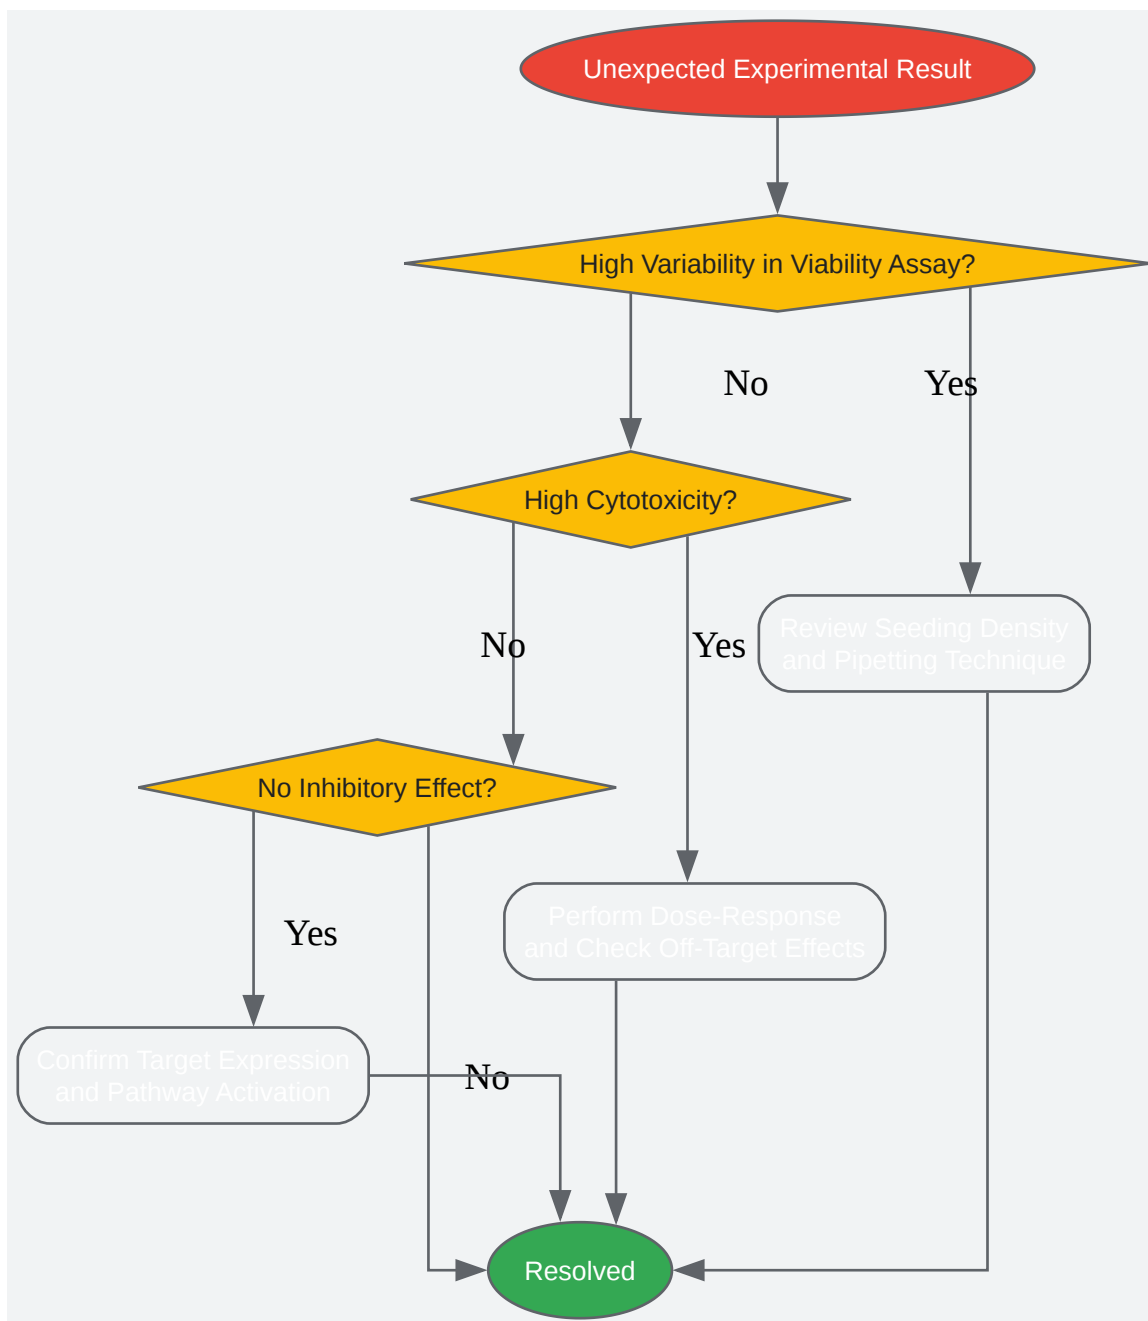 Unexpected Experimental Result
High Variability in Viability Assay?
No
Yes
High Cytotoxicity?
No
Yes
Review Seeding Density
and Pipetting Technique
No Inhibitory Effect?
Yes
Perform Dose-Response
and Check Off-Target Effects
Confirm Target Expression
and Pathway Activation
No
Resolved